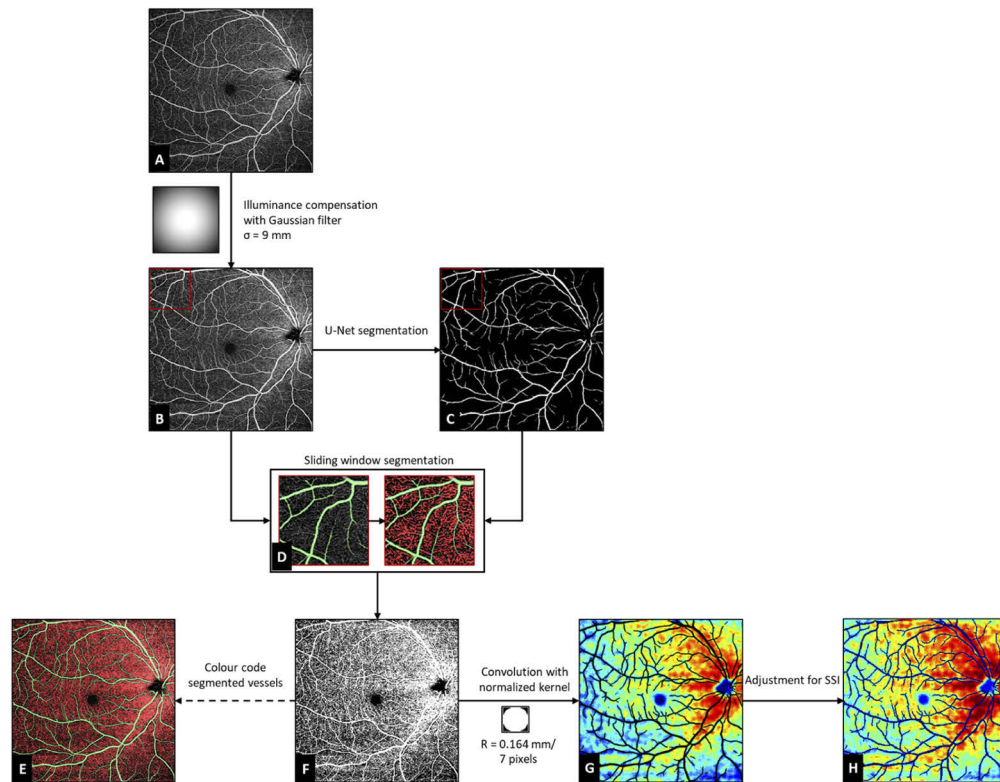 A
Illuminance compensation
with Gaussian filter
σ = 9 mm
B
U-Net segmentation
C
Sliding window segmentation
D
E
Colour code
segmented vessels
F
Convolution with
normalized kernel
R = 0.164 mm/
7 pixels
G
Adjustment for SSI
H